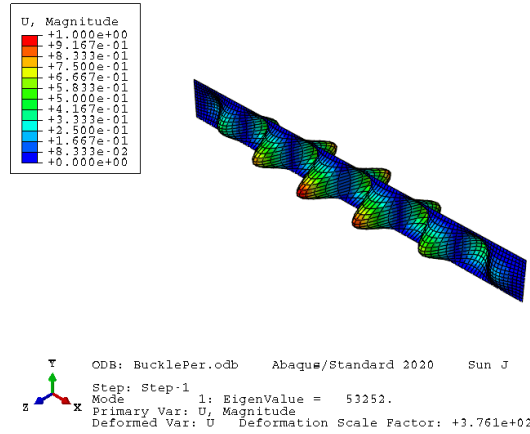 U, Magnitude
+1.000e+00
+9.167e-01
+8.333e-01
+7.500e-01
+6.667e-01
+5.833e-01
+5.000e-01
+4.167e-01
+3.333e-01
+2.500e-01
+1.667e-01
+8.333e-02
+0.000e+00
Y
Z X
ODB: BucklePer.odb Abaqus/Standard 2020 Sun J
Step: Step-1
Mode 1: EigenValue = 53252.
Primary Var: U, Magnitude
Deformed Var: U Deformation Scale Factor: +3.761e+02